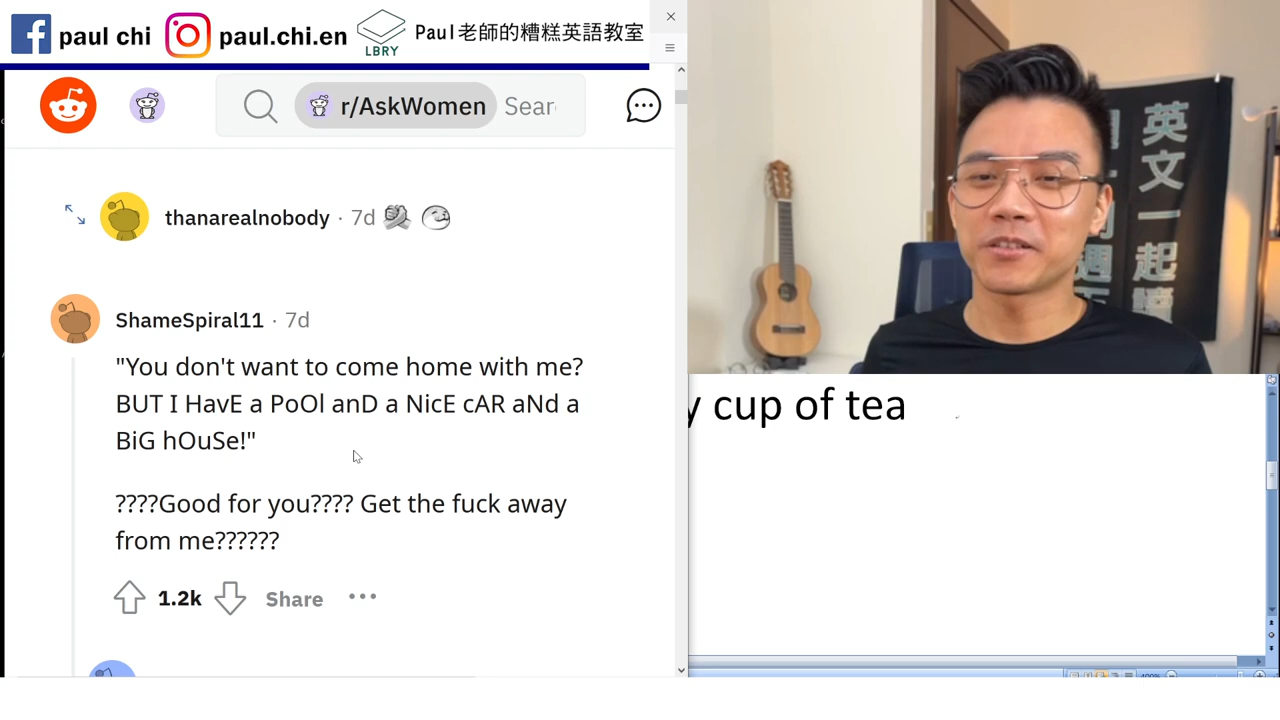 paul chi
paul.chi.en
LBRY
Paul老師的糟糕英語教室
r/AskWomen Sear
thanarealnobody · 7d
ShameSpiral11 · 7d
"You don't want to come home with me?
BUT I HavE a PoOl anD a NicE cAR aNd a
BiG hOuSe!"
????Good for you???? Get the fuck away
from me??????
1.2k Share
y cup of tea
英文一起讀
400%